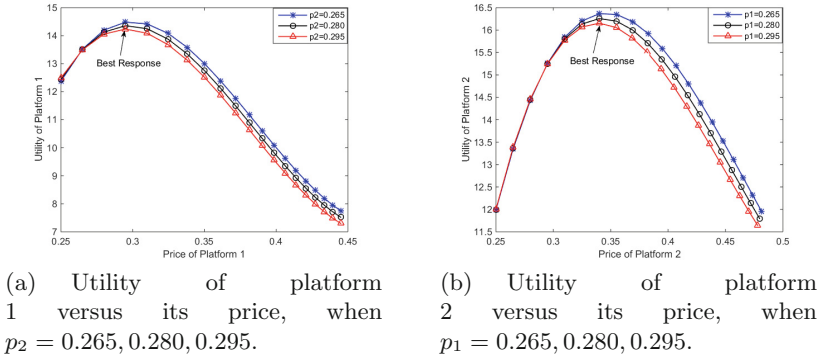 p2=0.265
p2=0.280
p2=0.295
Best Response
Utility of Platform 1
15
14
13
12
11
10
9
8
7
0.25
0.3
0.35
0.4
0.45
Price of Platform 1
p1=0.265
p1=0.280
p1=0.295
Best Response
Utility of Platform 2
16.5
16
15.5
15
14.5
14
13.5
13
12.5
12
11.5
0.25
0.3
0.35
0.4
0.45
0.5
Price of Platform 2
(a) Utility of platform
1 versus its price, when
p₂ = 0.265, 0.280, 0.295.
(b) Utility of platform
2 versus its price, when
p₁ = 0.265, 0.280, 0.295.